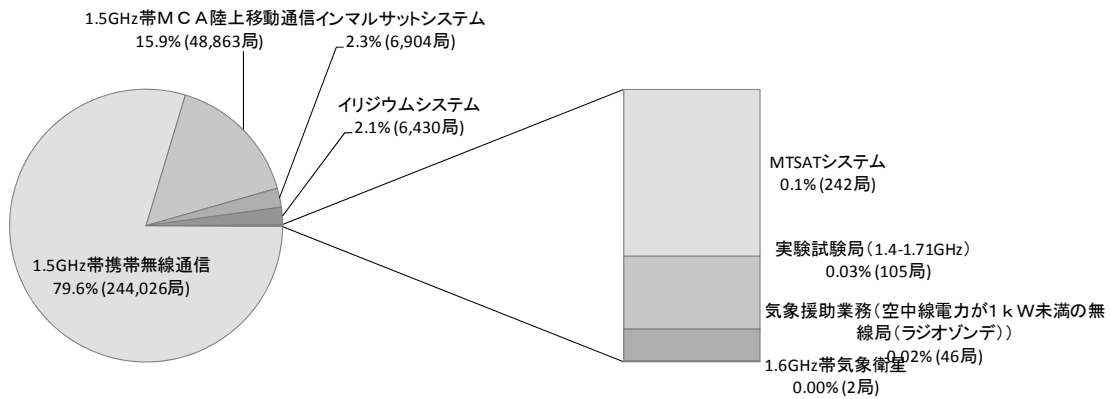 1.5GHz帯ＭＣＡ陸上移動通信
15.9% (48,863局)
インマルサットシステム
2.3% (6,904局)
イリジウムシステム
2.1% (6,430局)
1.5GHz帯携帯無線通信
79.6% (244,026局)
MTSATシステム
0.1% (242局)
実験試験局（1.4-1.71GHz）
0.03% (105局)
気象援助業務（空中線電力が１ｋＷ未満の無
線局（ラジオゾンデ））
0.02% (46局)
1.6GHz帯気象衛星
0.00% (2局)